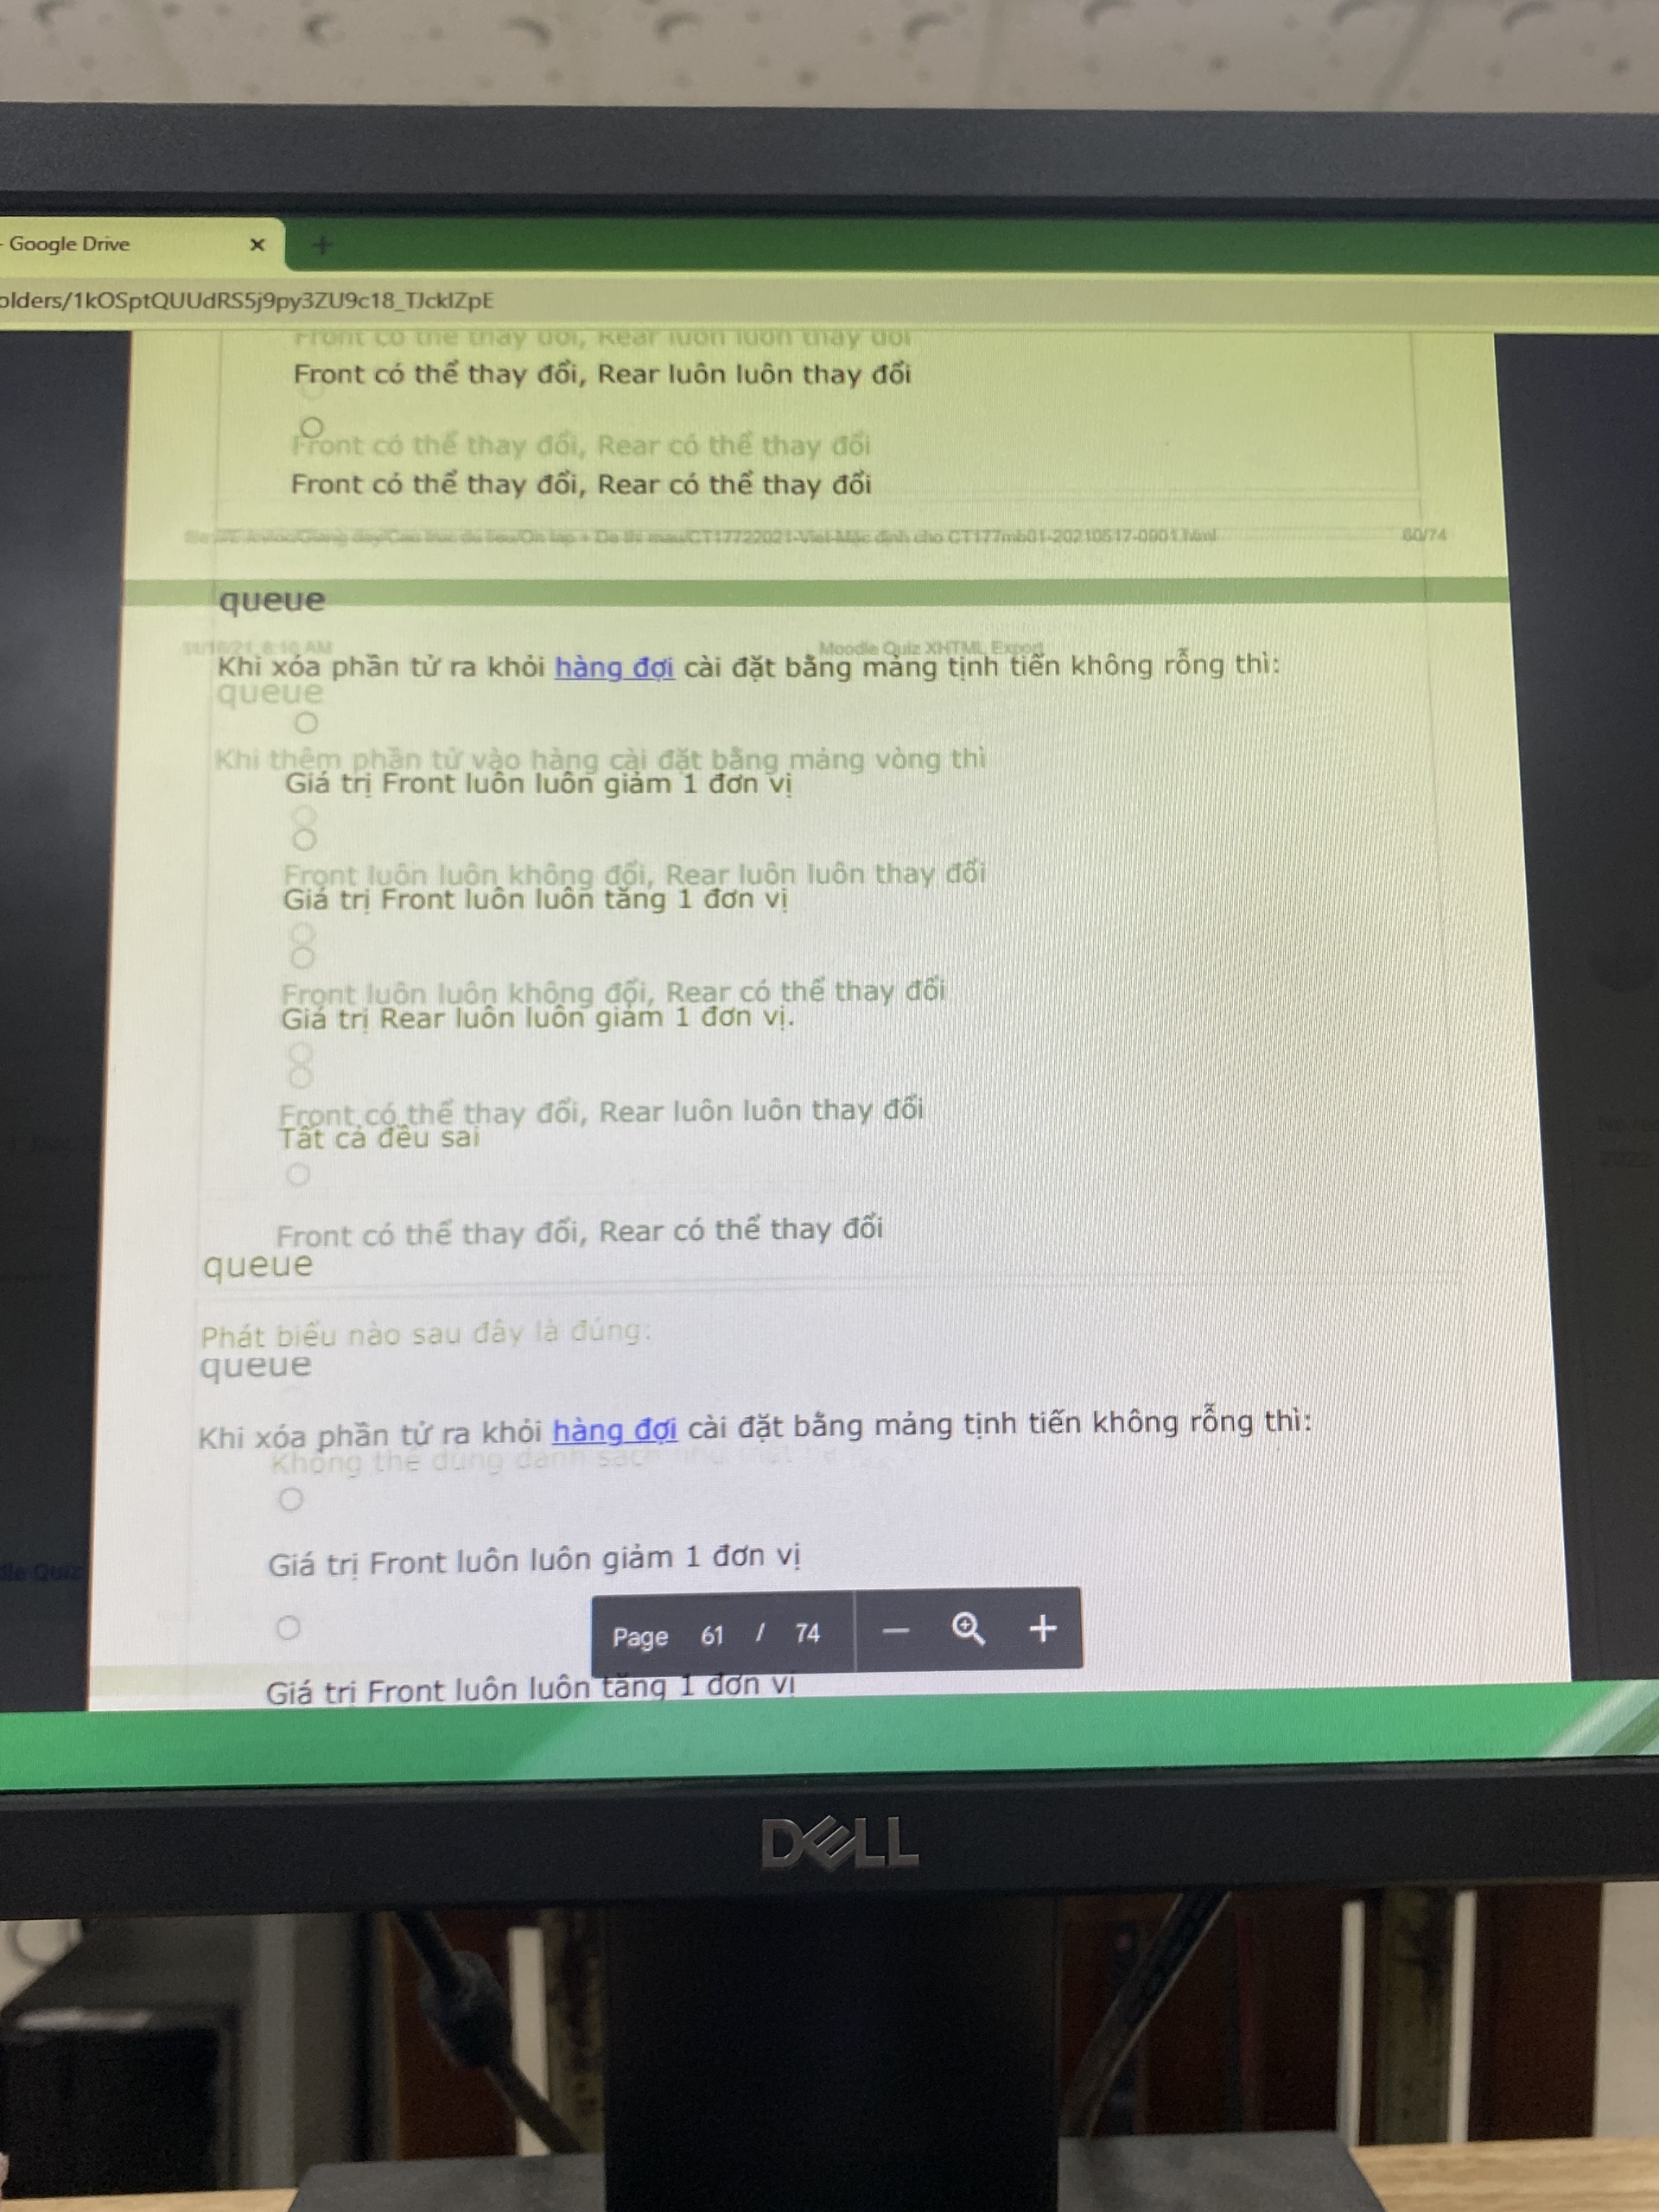 - Google Drive
olders/1kOSptQUUdRS5j9py3ZU9c18_TJcklZpE
Front có thể thay đổi, Rear luôn luôn thay đổi
Front có thể thay đổi, Rear luôn luôn thay đổi
Front có thể thay đổi, Rear có thể thay đổi
Front có thể thay đổi, Rear có thể thay đổi
60/74
queue
8:10 AM
Moodle Quiz XHTML Export
Khi xóa phần tử ra khỏi hàng đợi cài đặt bằng mảng tịnh tiến không rỗng thì:
queue
Khi thêm phần tử vào hàng cài đặt bằng mảng vòng thì
Giá trị Front luôn luôn giảm 1 đơn vị
Front luôn luôn không đổi, Rear luôn luôn thay đổi
Giá trị Front luôn luôn tăng 1 đơn vị
Front luôn luôn không đổi, Rear có thể thay đổi
Giá trị Rear luôn luôn giảm 1 đơn vị.
Front có thể thay đổi, Rear luôn luôn thay đổi
Tất cả đều sai
Front có thể thay đổi, Rear có thể thay đổi
queue
Phát biểu nào sau đây là đúng:
queue
Khi xóa phần tử ra khỏi hàng đợi cài đặt bằng mảng tịnh tiến không rỗng thì:
Không thể dùng danh sách
Giá trị Front luôn luôn giảm 1 đơn vị
Page 61 / 74
Giá trị Front luôn luôn tăng 1 đơn vị
DELL